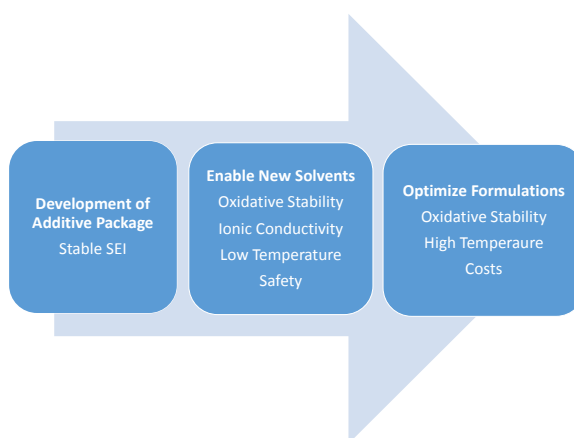 Development of
Additive Package
Stable SEI
Enable New Solvents
Oxidative Stability
Ionic Conductivity
Low Temperature
Safety
Optimize Formulations
Oxidative Stability
High Temperaure
Costs